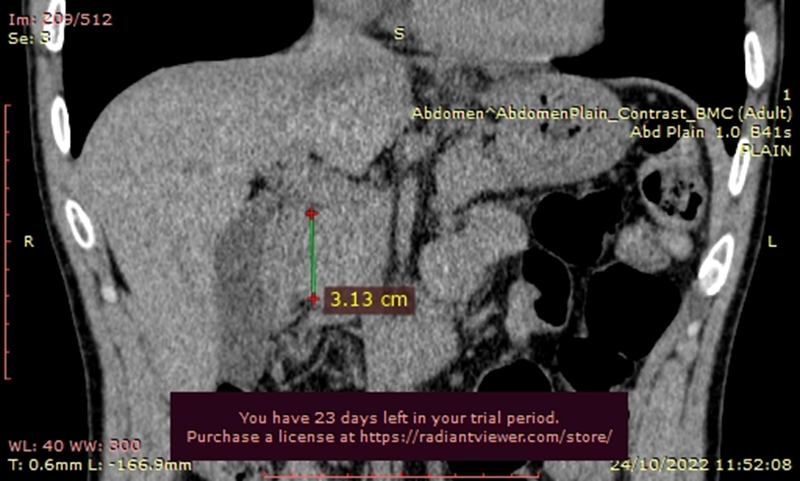 Im: 209/512
Se: 3
S
1
Abdomen^AbdomenPlain_Contrast_BMC (Adult)
Abd Plain 1.0 B41s
PLAIN
R
L
3.13 cm
You have 23 days left in your trial period.
Purchase a license at https://radiantviewer.com/store/
WL: 40 WW: 300
T: 0.6mm L: -166.9mm
24/10/2022 11:52:08